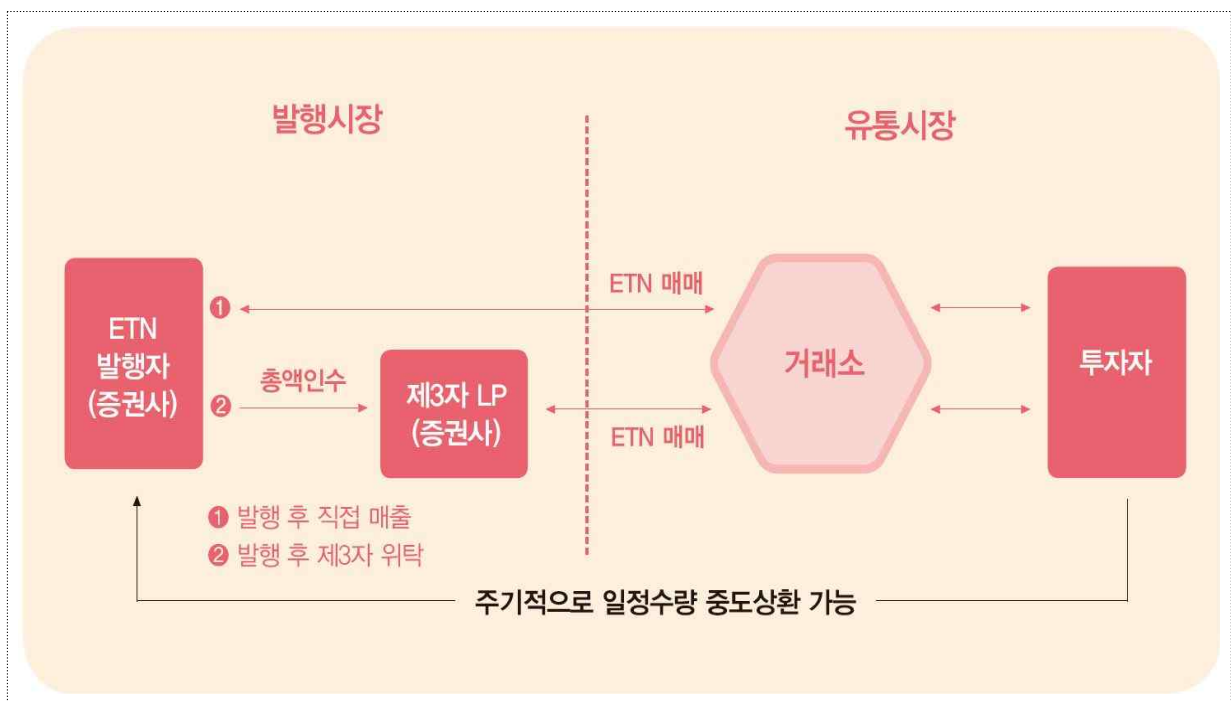 발행시장
유통시장
ETN
발행자
(증권사)
❶
ETN 매매
❷
총액인수
제3자 LP
(증권사)
ETN 매매
거래소
투자자
❶ 발행 후 직접 매출
❷ 발행 후 제3자 위탁
주기적으로 일정수량 중도상환 가능